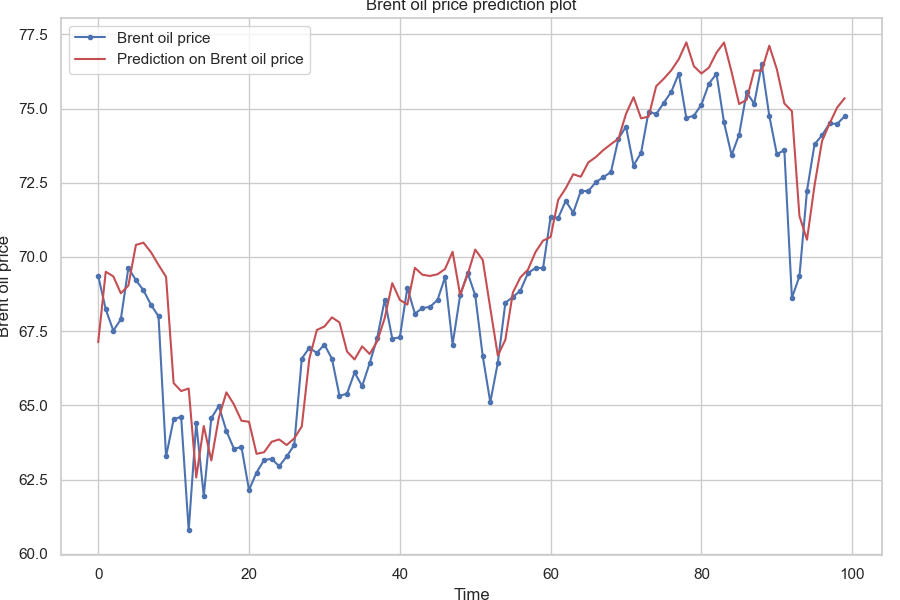 Brent oil price prediction plot
Brent oil price
Prediction on Brent oil price
77.5
75.0
72.5
70.0
67.5
65.0
62.5
60.0
Brent oil price
0
20
40
60
80
100
Time